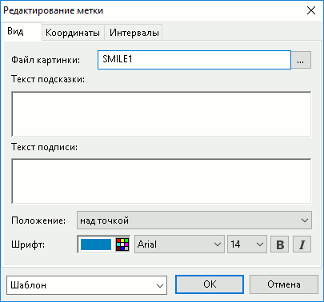 Редактирование метки
Вид Координаты Интервалы
Файл картинки: SMILE1 ...
Текст подсказки:
Текст подписи:
Положение: над точкой
Шрифт: Arial 14 B I
Шаблон OK Отмена